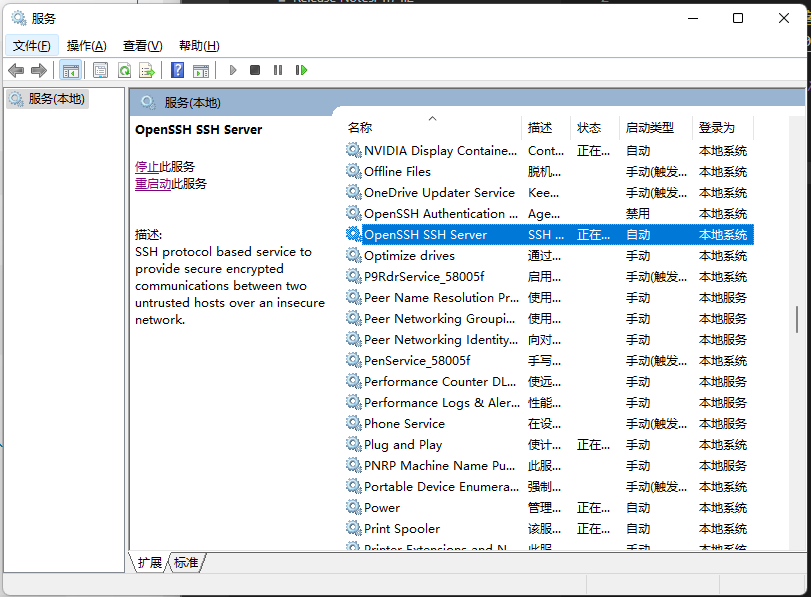 服务
文件(F) 操作(A) 查看(V) 帮助(H)
服务(本地)
服务(本地)
OpenSSH SSH Server
停止此服务
重启动此服务
描述:
SSH protocol based service to
provide secure encrypted
communications between two
untrusted hosts over an insecure
network.
名称 描述 状态 启动类型 登录为
NVIDIA Display Containe... Cont... 正在... 自动 本地系统
Offline Files 脱机... 手动(触发... 本地系统
OneDrive Updater Service Kee... 手动(触发... 本地系统
OpenSSH Authentication ... Age... 禁用 本地系统
OpenSSH SSH Server SSH ... 正在... 自动 本地系统
Optimize drives 通过... 手动 本地系统
P9RdrService_58005f 启用... 手动(触发... 本地系统
Peer Name Resolution Pr... 使用... 手动 本地服务
Peer Networking Groupi... 使用... 手动 本地服务
Peer Networking Identity... 向对... 手动 本地服务
PenService_58005f 手写... 手动(触发... 本地系统
Performance Counter DL... 使远... 手动 本地服务
Performance Logs & Aler... 性能... 手动 本地服务
Phone Service 在设... 手动(触发... 本地服务
Plug and Play 使计... 正在... 手动 本地系统
PNRP Machine Name Pu... 此服... 手动 本地服务
Portable Device Enumera... 强制... 手动(触发... 本地系统
Power 管理... 正在... 自动 本地系统
Print Spooler 该服... 正在... 自动 本地系统
Printer Extensions and N... 此服... 手动 本地系统
扩展 标准